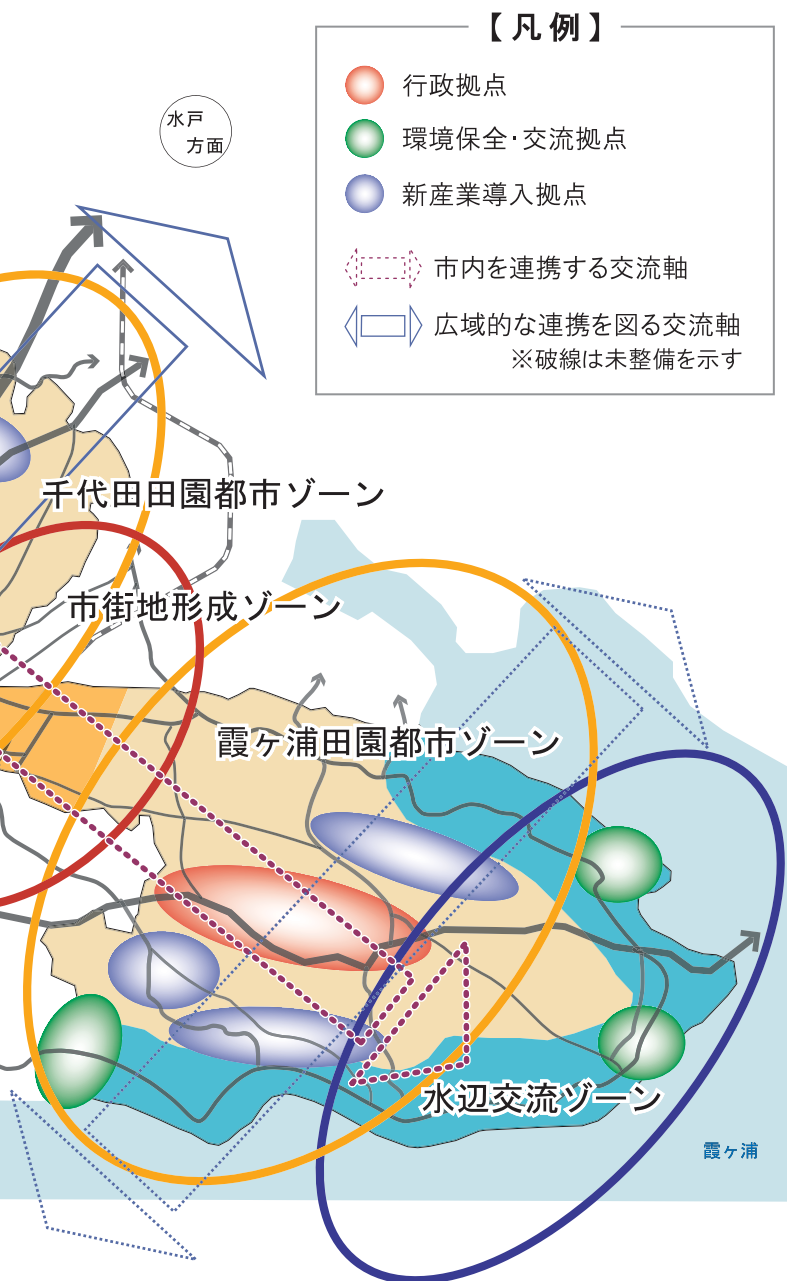 【凡例】
行政拠点
環境保全・交流拠点
新産業導入拠点
市内を連携する交流軸
広域的な連携を図る交流軸
※破線は未整備を示す
水戸
方面
千代田田園都市ゾーン
市街地形成ゾーン
霞ヶ浦田園都市ゾーン
水辺交流ゾーン
霞ヶ浦